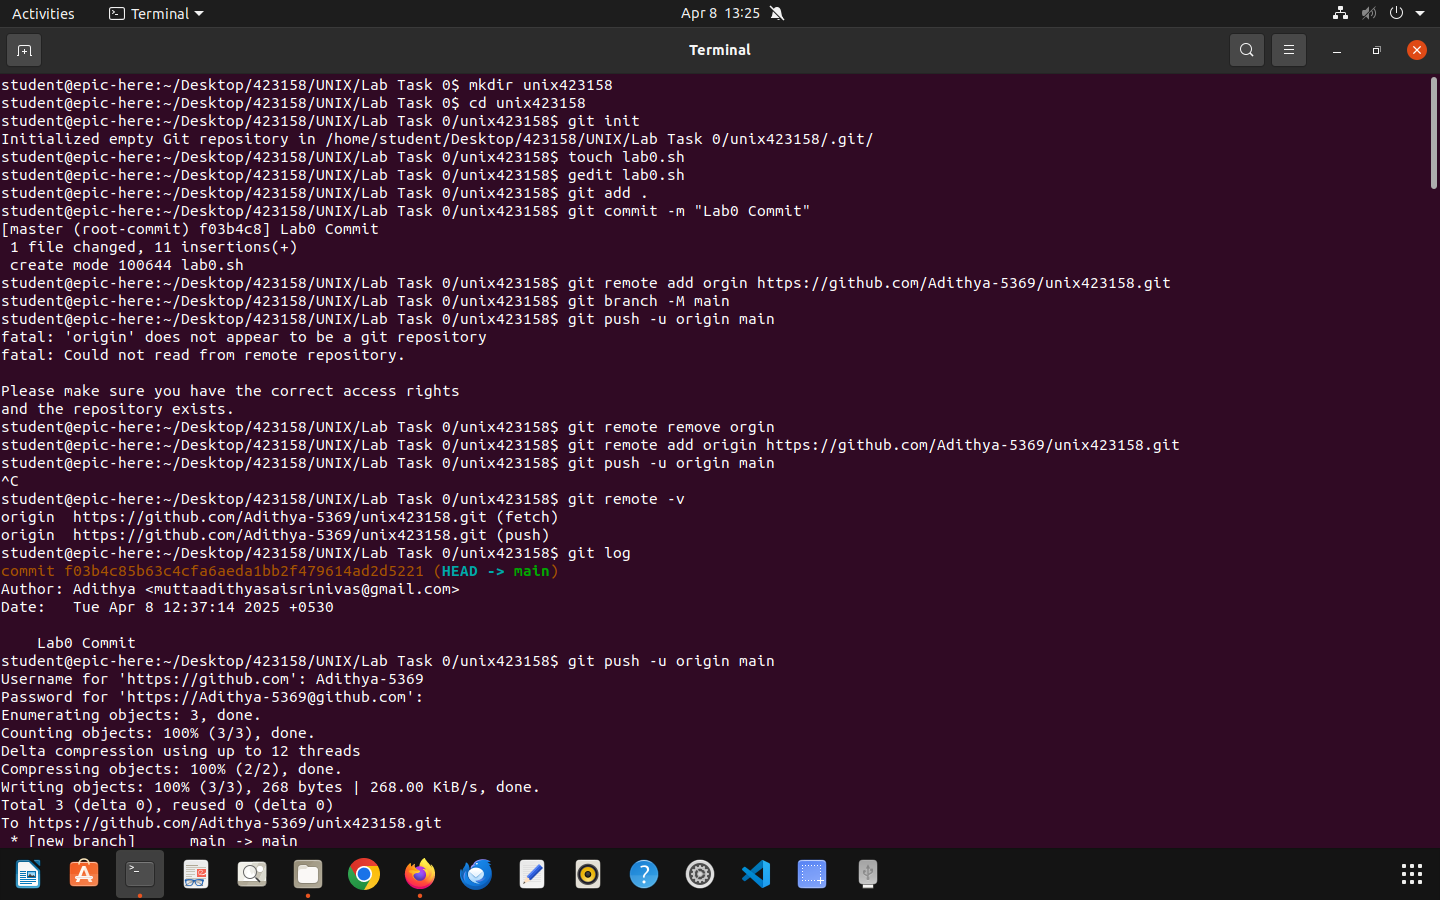 Activities
Terminal
Apr 8 13:25
Terminal
student@epic-here:~/Desktop/423158/UNIX/Lab Task 0$ mkdir unix423158
student@epic-here:~/Desktop/423158/UNIX/Lab Task 0$ cd unix423158
student@epic-here:~/Desktop/423158/UNIX/Lab Task 0/unix423158$ git init
Initialized empty Git repository in /home/student/Desktop/423158/UNIX/Lab Task 0/unix423158/.git/
student@epic-here:~/Desktop/423158/UNIX/Lab Task 0/unix423158$ touch lab0.sh
student@epic-here:~/Desktop/423158/UNIX/Lab Task 0/unix423158$ gedit lab0.sh
student@epic-here:~/Desktop/423158/UNIX/Lab Task 0/unix423158$ git add .
student@epic-here:~/Desktop/423158/UNIX/Lab Task 0/unix423158$ git commit -m "Lab0 Commit"
[master (root-commit) f03b4c8] Lab0 Commit
 1 file changed, 11 insertions(+)
 create mode 100644 lab0.sh
student@epic-here:~/Desktop/423158/UNIX/Lab Task 0/unix423158$ git remote add orgin https://github.com/Adithya-5369/unix423158.git
student@epic-here:~/Desktop/423158/UNIX/Lab Task 0/unix423158$ git branch -M main
student@epic-here:~/Desktop/423158/UNIX/Lab Task 0/unix423158$ git push -u origin main
fatal: 'origin' does not appear to be a git repository
fatal: Could not read from remote repository.

Please make sure you have the correct access rights
and the repository exists.
student@epic-here:~/Desktop/423158/UNIX/Lab Task 0/unix423158$ git remote remove orgin
student@epic-here:~/Desktop/423158/UNIX/Lab Task 0/unix423158$ git remote add origin https://github.com/Adithya-5369/unix423158.git
student@epic-here:~/Desktop/423158/UNIX/Lab Task 0/unix423158$ git push -u origin main
^C
student@epic-here:~/Desktop/423158/UNIX/Lab Task 0/unix423158$ git remote -v
origin  https://github.com/Adithya-5369/unix423158.git (fetch)
origin  https://github.com/Adithya-5369/unix423158.git (push)
student@epic-here:~/Desktop/423158/UNIX/Lab Task 0/unix423158$ git log
commit f03b4c85b63c4cfa6aeda1bb2f479614ad2d5221 (HEAD -> main)
Author: Adithya <muttaadithyasaisrinivas@gmail.com>
Date:   Tue Apr 8 12:37:14 2025 +0530

    Lab0 Commit
student@epic-here:~/Desktop/423158/UNIX/Lab Task 0/unix423158$ git push -u origin main
Username for 'https://github.com': Adithya-5369
Password for 'https://Adithya-5369@github.com':
Enumerating objects: 3, done.
Counting objects: 100% (3/3), done.
Delta compression using up to 12 threads
Compressing objects: 100% (2/2), done.
Writing objects: 100% (3/3), 268 bytes | 268.00 KiB/s, done.
Total 3 (delta 0), reused 0 (delta 0)
To https://github.com/Adithya-5369/unix423158.git
 * [new branch]      main -> main